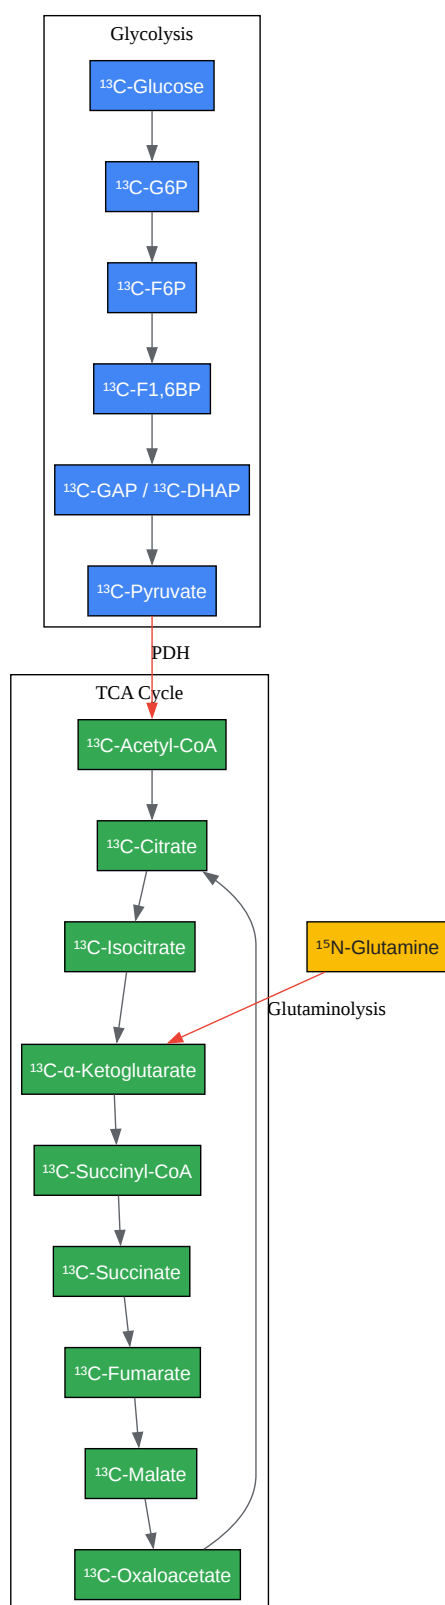 Glycolysis
¹³C-Glucose
¹³C-G6P
¹³C-F6P
¹³C-F1,6BP
¹³C-GAP / ¹³C-DHAP
¹³C-Pyruvate
PDH
TCA Cycle
¹³C-Acetyl-CoA
¹³C-Citrate
¹³C-Isocitrate
¹⁵N-Glutamine
Glutaminolysis
¹³C-α-Ketoglutarate
¹³C-Succinyl-CoA
¹³C-Succinate
¹³C-Fumarate
¹³C-Malate
¹³C-Oxaloacetate